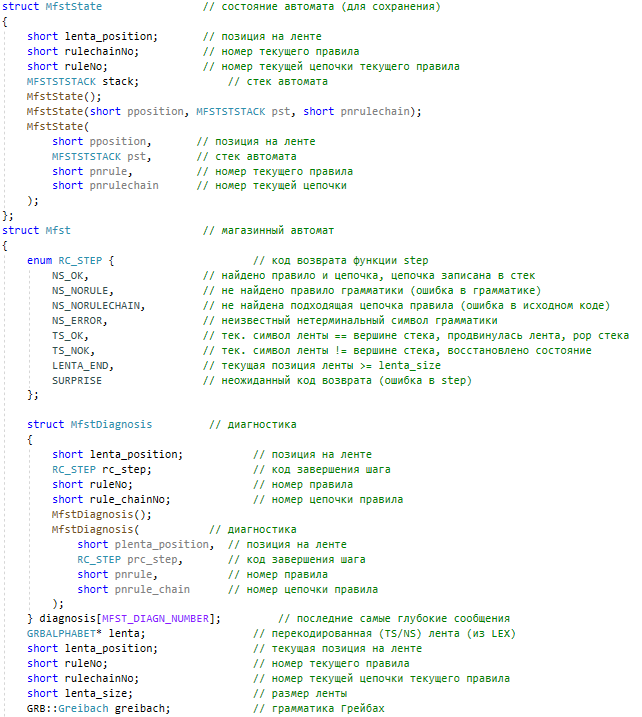 struct MfstState // состояние автомата (для сохранения)
{
short lenta_position; // позиция на ленте
short rulechainNo; // номер текущего правила
short ruleNo; // номер текущей цепочки текущего правила
MFSTSTSTACK stack; // стек автомата
MfstState();
MfstState(short pposition, MFSTSTSTACK pst, short pnrulechain);
MfstState(
short pposition, // позиция на ленте
MFSTSTSTACK pst, // стек автомата
short pnrule, // номер текущего правила
short pnrulechain // номер текущей цепочки
);
};
struct Mfst // магазинный автомат
{
enum RC_STEP { // код возврата функции step
NS_OK, // найдено правило и цепочка, цепочка записана в стек
NS_NORULE, // не найдено правило грамматики (ошибка в грамматике)
NS_NORULECHAIN, // не найдена подходящая цепочка правила (ошибка в исходном коде)
NS_ERROR, // неизвестный нетерминальный символ грамматики
TS_OK, // тек. символ ленты == вершине стека, продвинулась лента, pop стека
TS_NOK, // тек. символ ленты != вершине стека, восстановлено состояние
LENTA_END, // текущая позиция ленты >= lenta_size
SURPRISE // неожиданный код возврата (ошибка в step)
};
struct MfstDiagnosis // диагностика
{
short lenta_position; // позиция на ленте
RC_STEP rc_step; // код завершения шага
short ruleNo; // номер правила
short rule_chainNo; // номер цепочки правила
MfstDiagnosis();
MfstDiagnosis( // диагностика
short plenta_position, // позиция на ленте
RC_STEP prc_step, // код завершения шага
short pnrule, // номер правила
short pnrule_chain // номер цепочки правила
);
} diagnosis[MFST_DIAGN_NUMBER]; // последние самые глубокие сообщения
GRBALPHABET* lenta; // перекодированная (TS/NS) лента (из LEX)
short lenta_position; // текущая позиция на ленте
short ruleNo; // номер текущего правила
short rulechainNo; // номер текущей цепочки текущего правила
short lenta_size; // размер ленты
GRB::Greibach greibach; // грамматика Грейбах